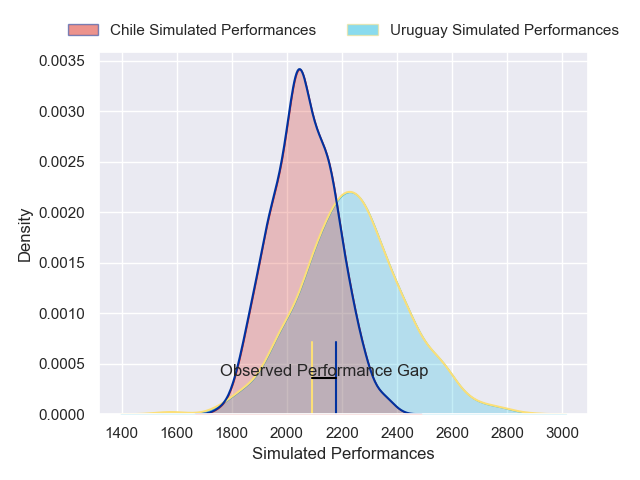 Chile Simulated Performances
Uruguay Simulated Performances
0.0035
0.0030
0.0025
0.0020
0.0015
0.0010
0.0005
0.0000
Density
Observed Performance Gap
1400 1600 1800 2000 2200 2400 2600 2800 3000
Simulated Performances